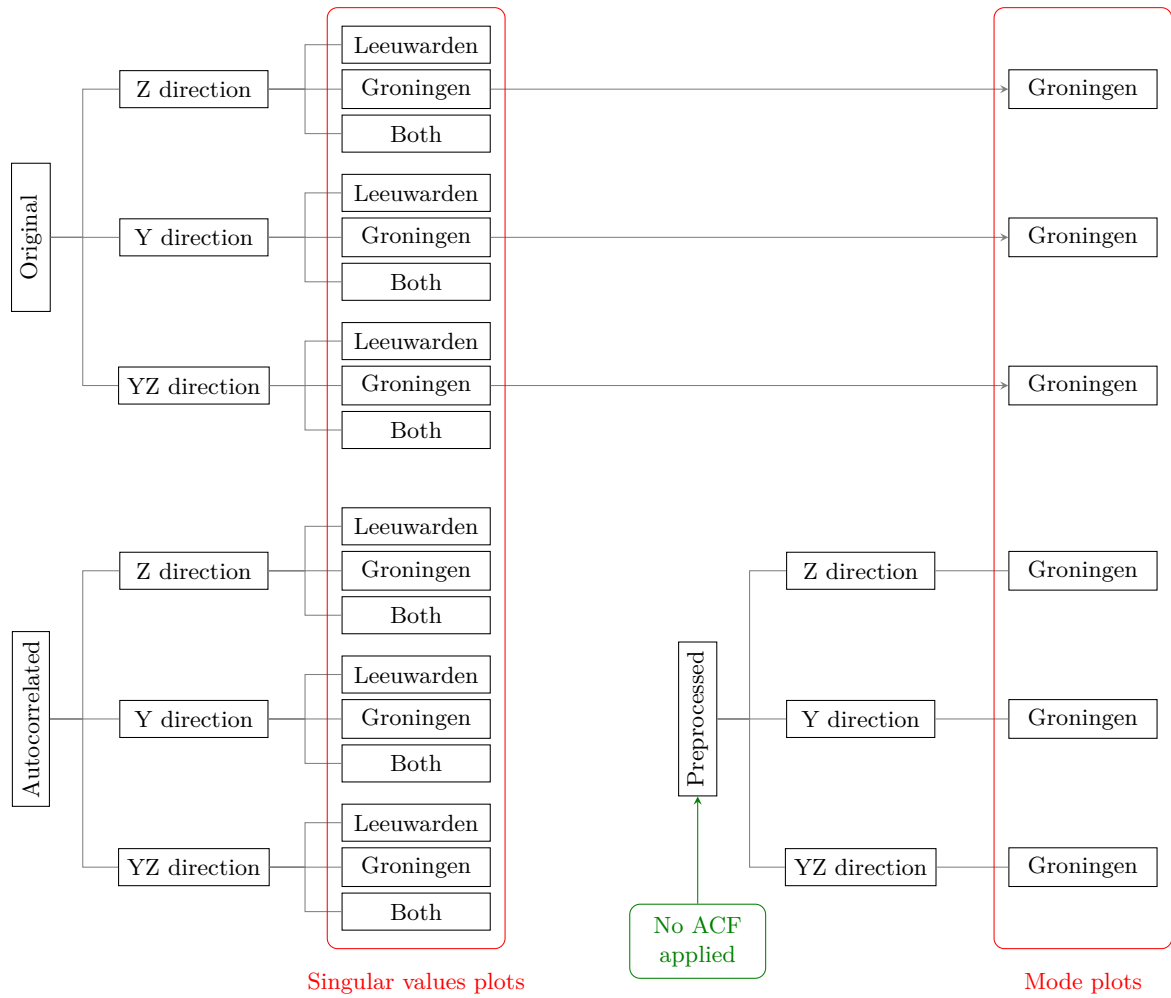 Original
Z direction
Leeuwarden
Groningen
Both
Groningen
Y direction
Leeuwarden
Groningen
Both
Groningen
YZ direction
Leeuwarden
Groningen
Both
Groningen
Autocorrelated
Z direction
Leeuwarden
Groningen
Both
Y direction
Leeuwarden
Groningen
Both
YZ direction
Leeuwarden
Groningen
Both
Preprocessed
Z direction
Groningen
Y direction
Groningen
YZ direction
Groningen
No ACF
applied
Singular values plots
Mode plots